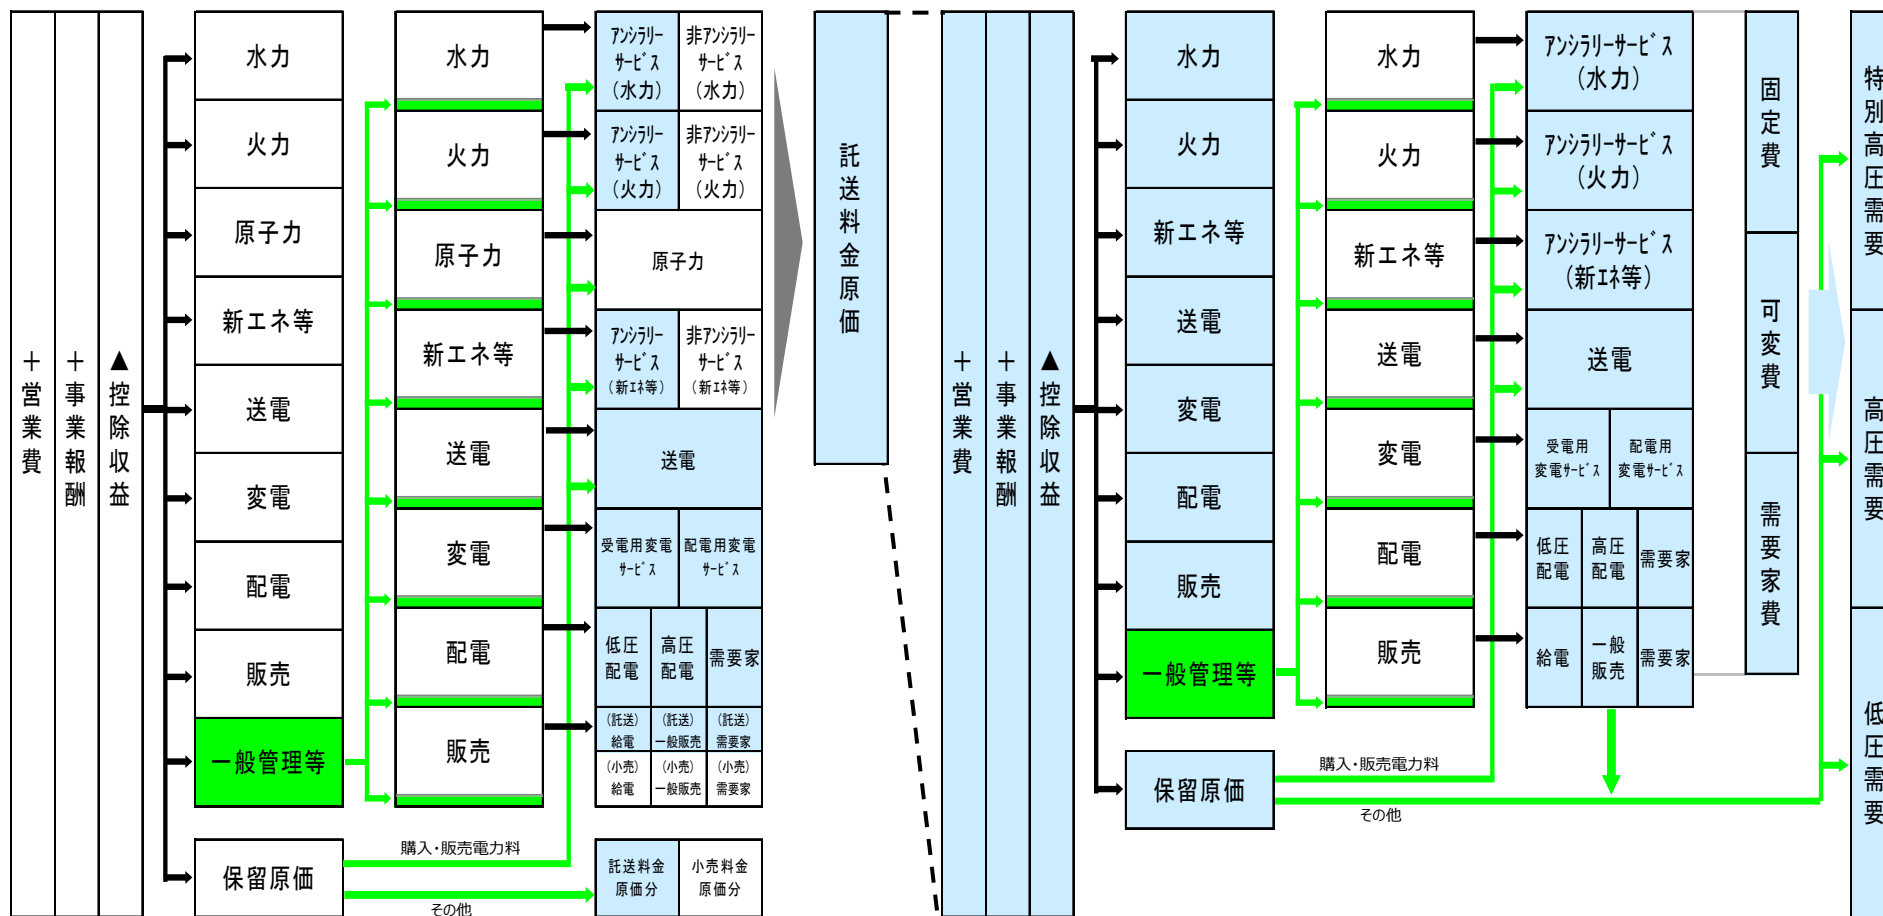 ＋営業費
＋事業報酬
▲控除収益
水力
火力
原子力
新エネ等
送電
変電
配電
販売
一般管理等
保留原価
水力
火力
原子力
新エネ等
送電
変電
配電
販売
購入・販売電力料
その他
アンシラリー
サービス
（水力）
非アンシラリー
サービス
（水力）
アンシラリー
サービス
（火力）
非アンシラリー
サービス
（火力）
原子力
アンシラリー
サービス
（新エネ等）
非アンシラリー
サービス
（新エネ等）
送電
受電用変電
サービス
配電用変電
サービス
低圧
配電
高圧
配電
需要家
（託送）
給電
（託送）
一般販売
（託送）
需要家
（小売）
給電
（小売）
一般販売
（小売）
需要家
託送料金
原価分
小売料金
原価分
託送料金原価
＋営業費
＋事業報酬
▲控除収益
水力
火力
新エネ等
送電
変電
配電
販売
一般管理等
保留原価
水力
火力
新エネ等
送電
変電
配電
販売
購入・販売電力料
その他
アンシラリーサービス
（水力）
アンシラリーサービス
（火力）
アンシラリーサービス
（新エネ等）
送電
受電用
変電サービス
配電用
変電サービス
低圧
配電
高圧
配電
需要家
給電
一般
販売
需要家
固定費
可変費
需要家費
特別高圧需要
高圧需要
低圧需要